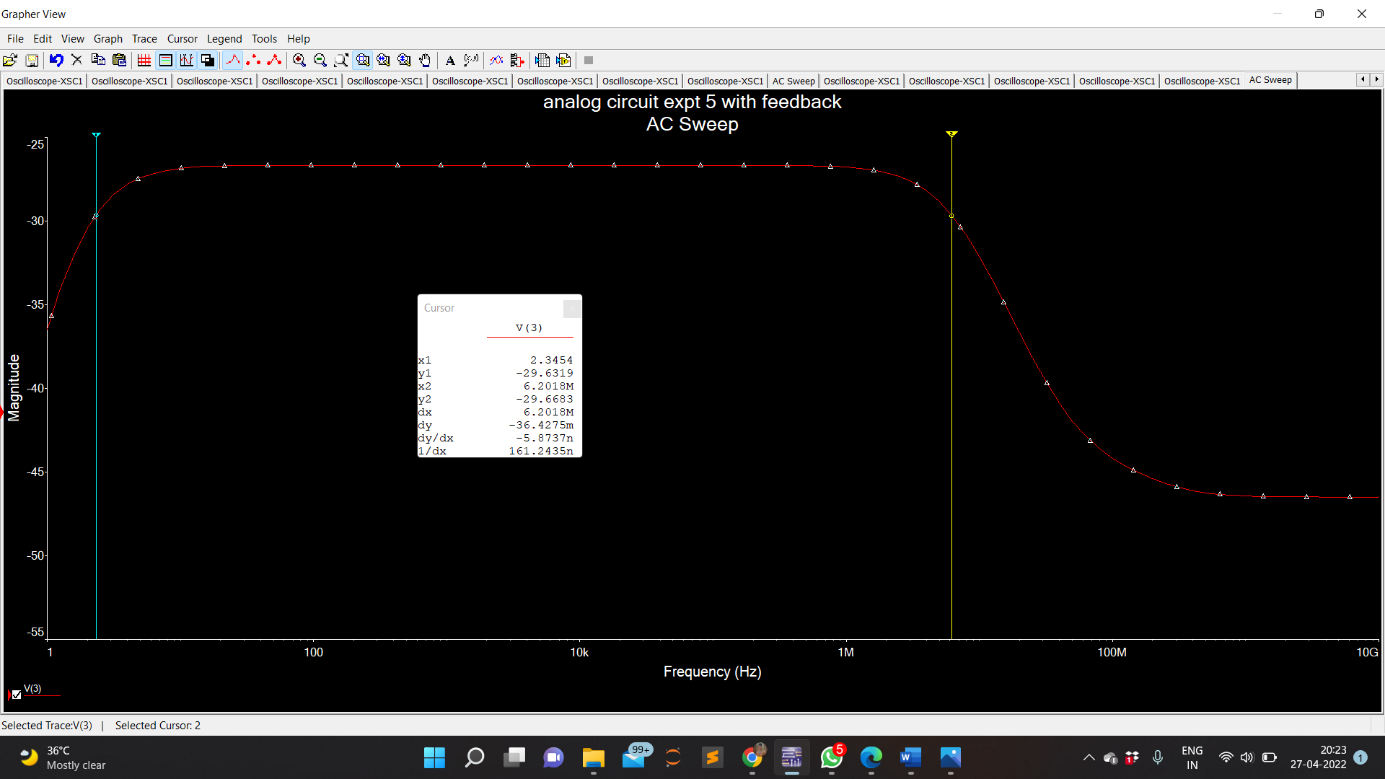 Grapher View
File Edit View Graph Trace Cursor Legend Tools Help
Oscilloscope-XSC1 Oscilloscope-XSC1 Oscilloscope-XSC1 Oscilloscope-XSC1 Oscilloscope-XSC1 Oscilloscope-XSC1 Oscilloscope-XSC1 Oscilloscope-XSC1 Oscilloscope-XSC1 AC Sweep Oscilloscope-XSC1 Oscilloscope-XSC1 Oscilloscope-XSC1 Oscilloscope-XSC1 Oscilloscope-XSC1 AC Sweep
analog circuit expt 5 with feedback
AC Sweep
-25
-30
-35
-40
-45
-50
-55
Magnitude
Cursor
V(3)
x1 2.3454
y1 -29.6319
x2 6.2018M
y2 -29.6683
dx 6.2018M
dy -36.4275m
dy/dx -5.8737n
1/dx 161.2435n
1 100 10k 1M 100M 10G
Frequency (Hz)
V(3)
Selected Trace:V(3) | Selected Cursor: 2
36°C
Mostly clear
99+
5
1
ENG
IN
20:23
27-04-2022
1